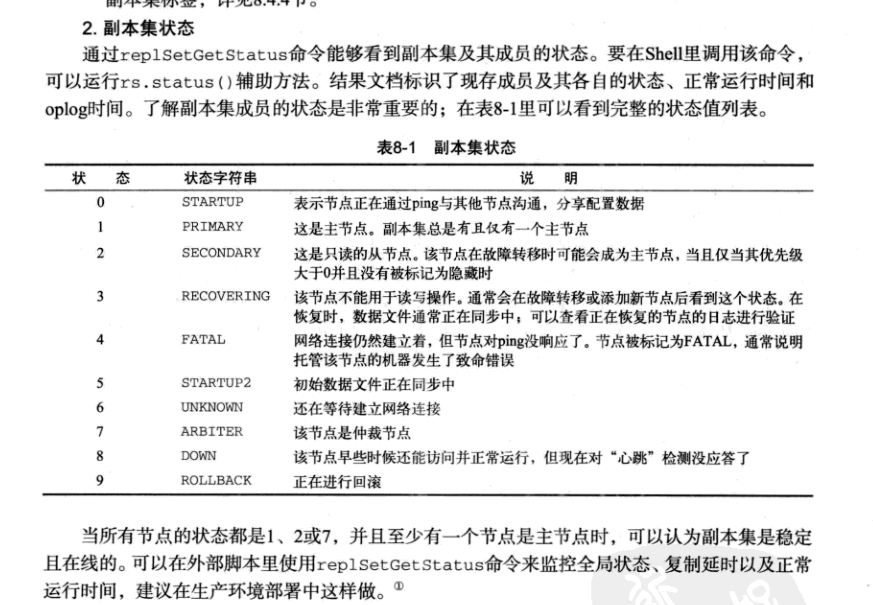 副本集标签，详见8.4.4节。
2. 副本集状态
通过replSetGetStatus命令能够看到副本集及其成员的状态。要在Shell里调用该命令，
可以运行rs.status()辅助方法。结果文档标识了现存成员及其各自的状态、正常运行时间和
oplog时间。了解副本集成员的状态是非常重要的；在表8-1里可以看到完整的状态值列表。
表8-1 副本集状态
状 态 状态字符串 说 明
0 STARTUP 表示节点正在通过ping与其他节点沟通，分享配置数据
1 PRIMARY 这是主节点。副本集总是有且仅有一个主节点
2 SECONDARY 这是只读的从节点。该节点在故障转移时可能会成为主节点，当且仅当其优先级
大于0并且没有被标记为隐藏时
3 RECOVERING 该节点不能用于读写操作。通常会在故障转移或添加新节点后看到这个状态。在
恢复时，数据文件通常正在同步中；可以查看正在恢复的节点的日志进行验证
4 FATAL 网络连接仍然建立着，但节点对ping没响应了。节点被标记为FATAL，通常说明
托管该节点的机器发生了致命错误
5 STARTUP2 初始数据文件正在同步中
6 UNKNOWN 还在等待建立网络连接
7 ARBITER 该节点是仲裁节点
8 DOWN 该节点早些时候还能访问并正常运行，但现在对“心跳”检测没应答了
9 ROLLBACK 正在进行回滚
当所有节点的状态都是1、2或7，并且至少有一个节点是主节点时，可以认为副本集是稳定
且在线的。可以在外部脚本里使用replSetGetStatus命令来监控全局状态、复制延时以及正常
运行时间，建议在生产环境部署中这样做。①